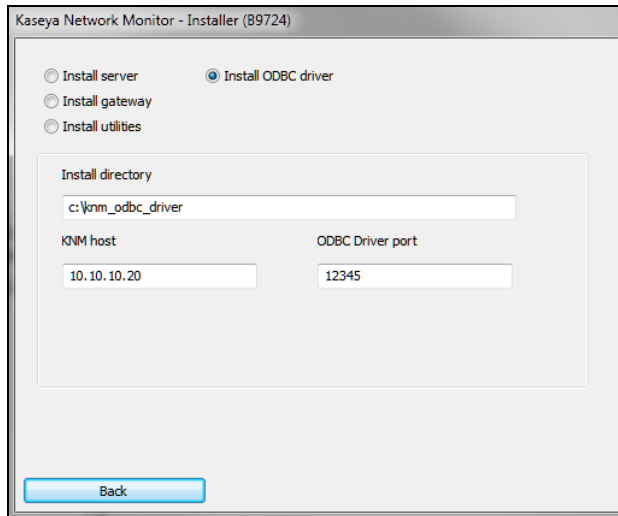 Kaseya Network Monitor - Installer (B9724)
Install server
Install ODBC driver
Install gateway
Install utilities
Install directory
c:\knm_odbc_driver
KNM host
ODBC Driver port
10.10.10.20
12345
Back